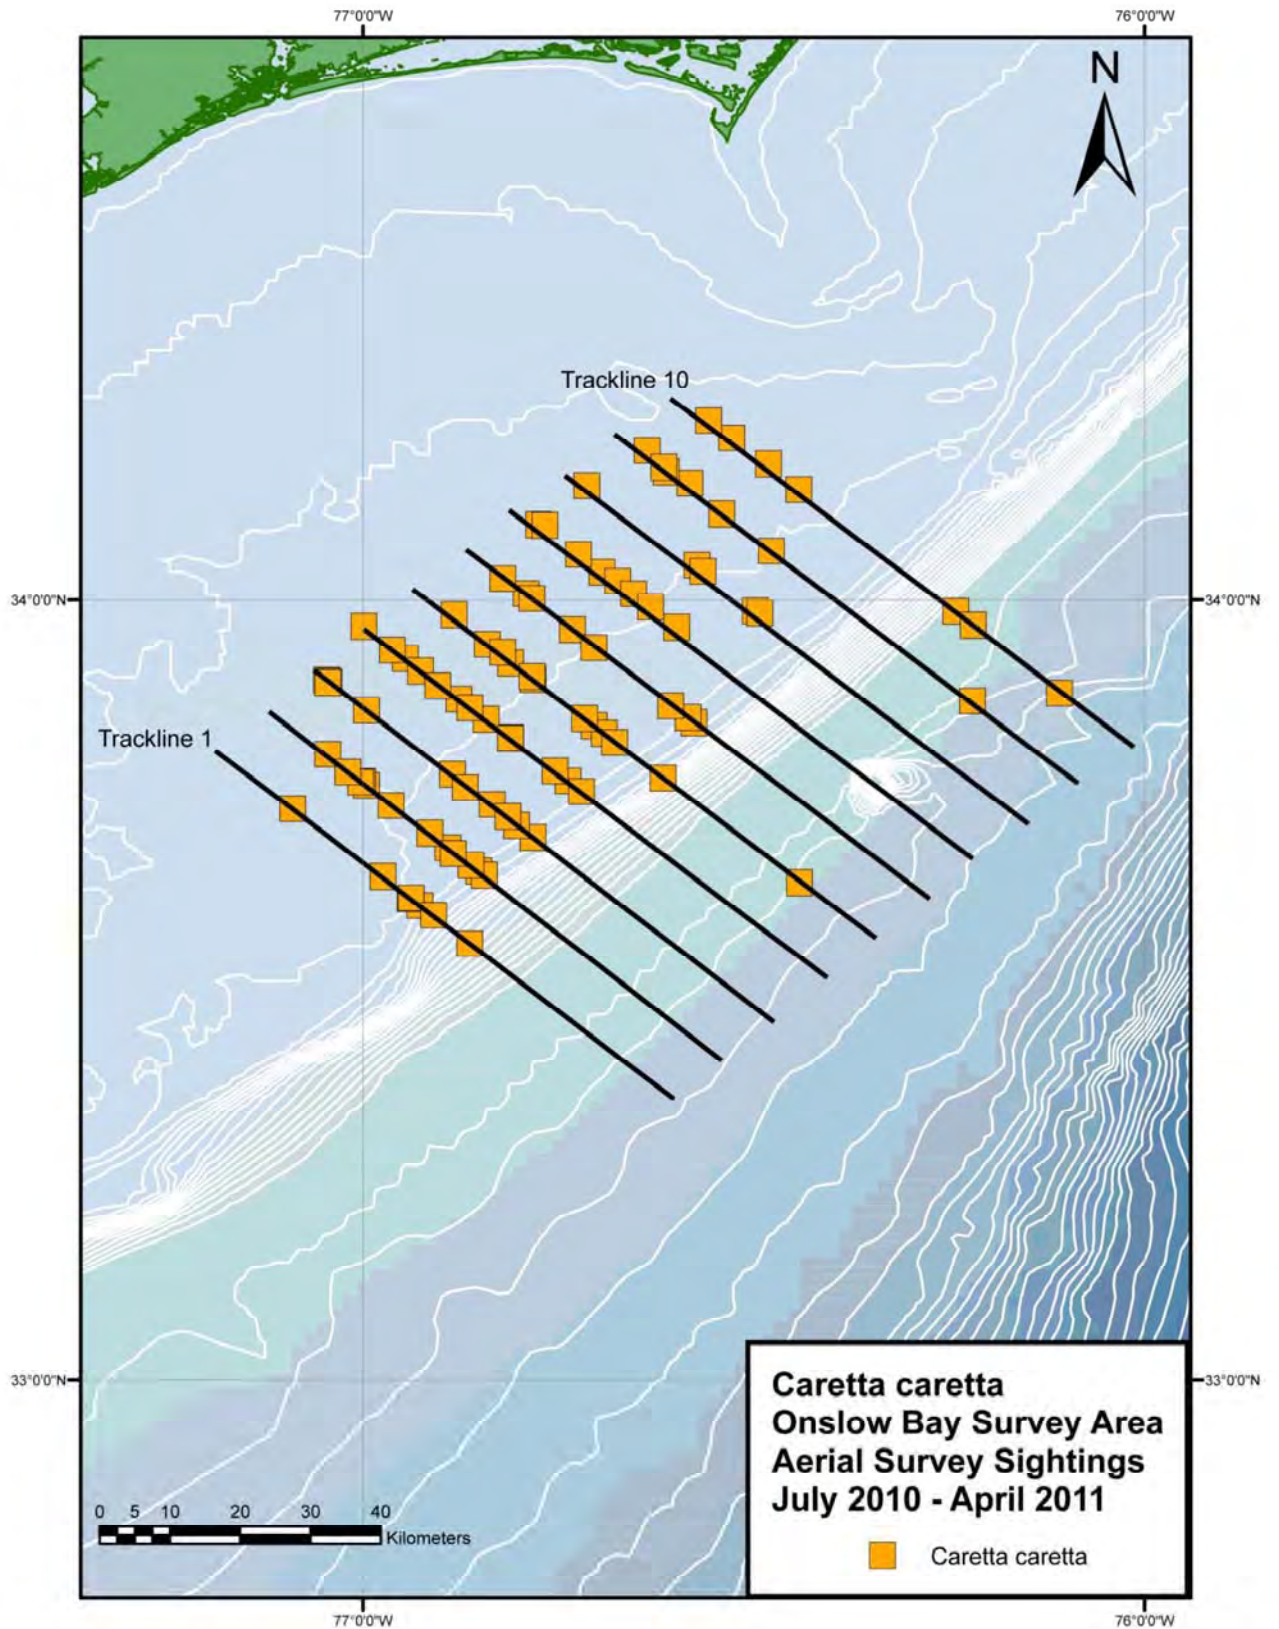 77°0'0"W
76°0'0"W
N
Trackline 10
34°0'0"N
34°0'0"N
Trackline 1
33°0'0"N
33°0'0"N
Caretta caretta
Onslow Bay Survey Area
Aerial Survey Sightings
July 2010 - April 2011
Caretta caretta
0 5 10 20 30 40
Kilometers
77°0'0"W
76°0'0"W